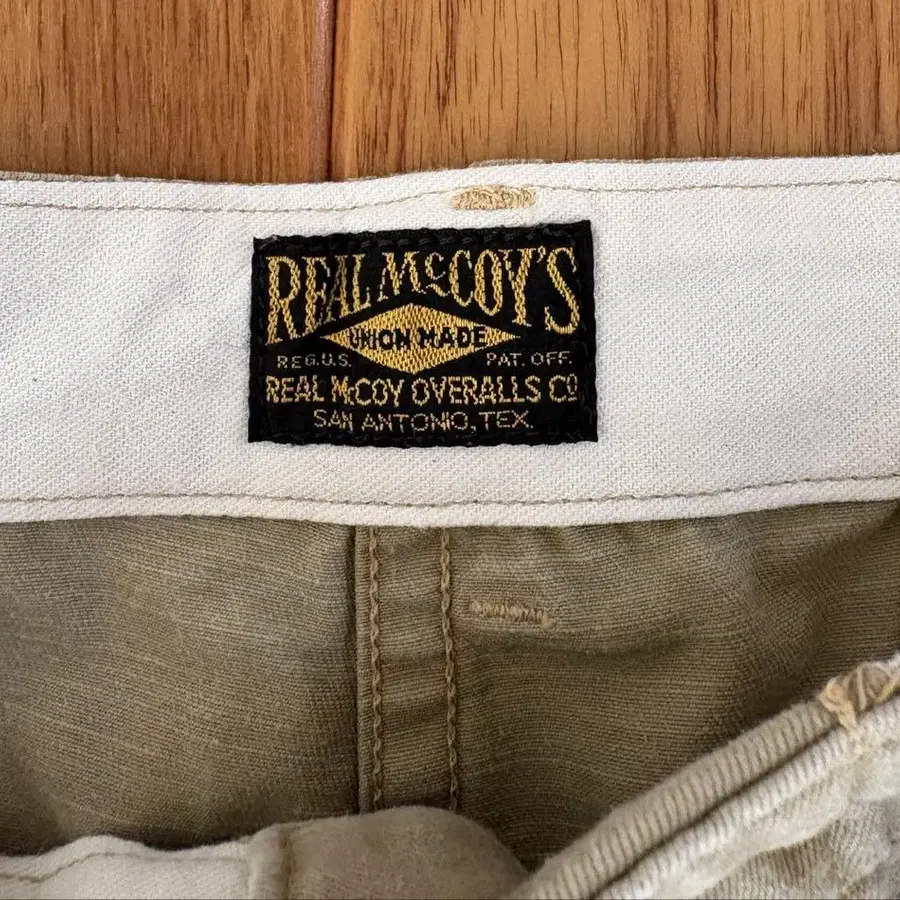 REAL McCOY'S
UNION MADE
REG. U.S. PAT. OFF.
REAL McCOY OVERALLS Co
SAN ANTONIO, TEX.